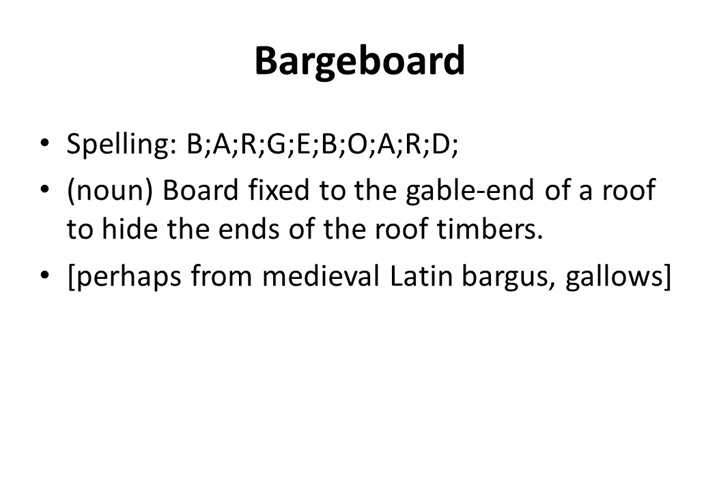 Bargeboard
• Spelling: B;A;R;G;E;B;O;A;R;D;
• (noun) Board fixed to the gable-end of a roof
to hide the ends of the roof timbers.
• [perhaps from medieval Latin bargus, gallows]